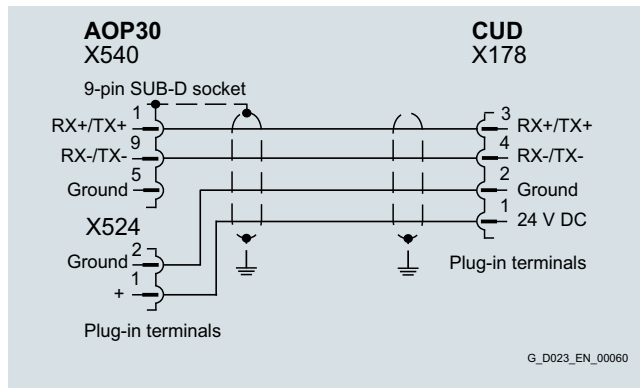 AOP30
X540
CUD
X178
9-pin SUB-D socket
1
RX+/TX+
9
RX-/TX-
5
Ground
3
RX+/TX+
4
RX-/TX-
2
Ground
1
24 V DC
Plug-in terminals
X524
2
Ground
1
+
Plug-in terminals
G_D023_EN_00060